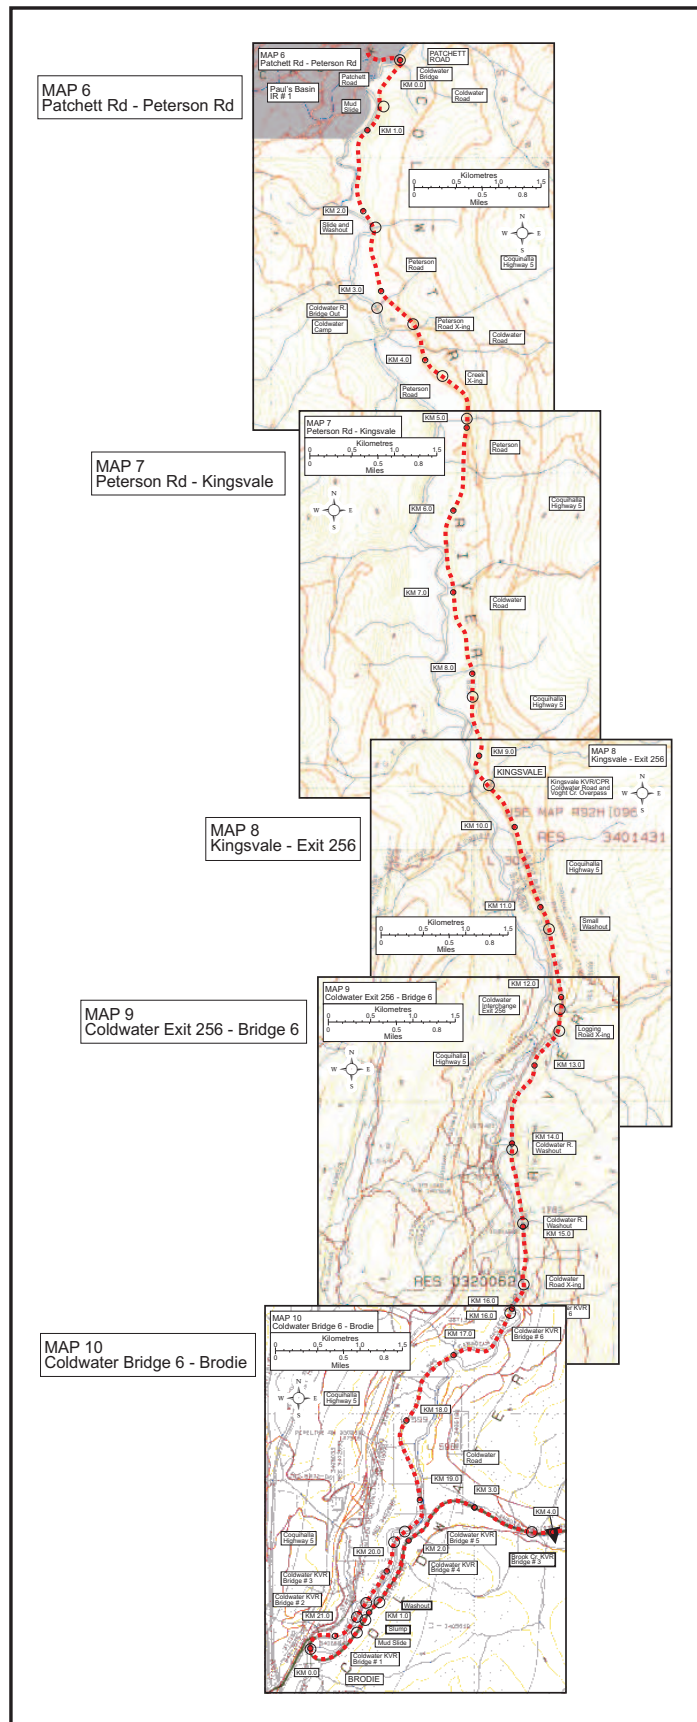 MAP 6
Patchett Rd - Peterson Rd
MAP 6
Patchett Rd - Peterson Rd
PATCHETT
ROAD
Coldwater
Bridge
Patchett
Road
KM 0.0
Paul's Basin
IR # 1
Coldwater
Road
Mud
Slide
KM 1.0
C O L
Kilometres
0 0.5 1.0 1.5
0 0.5 0.8
Miles
KM 2.0
Slide and
Washout
N
W E
S
Coquihalla
Highway 5
Peterson
Road
KM 3.0
Coldwater R.
Bridge Out
Coldwater
Camp
Peterson
Road X-ing
Coldwater
Road
KM 4.0
Creek
X-ing
Peterson
Road
KM 5.0
MAP 7
Peterson Rd - Kingsvale
MAP 7
Peterson Rd - Kingsvale
Kilometres
0 0.5 1.0 1.5
0 0.5 0.8
Miles
Peterson
Road
N
W E
S
KM 6.0
Coquihalla
Highway 5
R I V E R
KM 7.0
Coldwater
Road
KM 8.0
Coquihalla
Highway 5
KM 9.0
MAP 8
Kingsvale - Exit 256
MAP 8
Kingsvale - Exit 256
KINGSVALE
Kingsvale KVR/CPR
Coldwater Road and
Voght Cr. Overpass
N
W E
S
MAP 892H
KM 10.0
RES 3401431
Coquihalla
Highway 5
KM 11.0
Small
Washout
Kilometres
0 0.5 1.0 1.5
0 0.5 0.8
Miles
KM 12.0
MAP 9
Coldwater Exit 256 - Bridge 6
MAP 9
Coldwater Exit 256 - Bridge 6
Kilometres
0 0.5 1.0 1.5
0 0.5 0.8
Miles
Coldwater
Interchange
Exit 256
Logging
Road X-ing
Coquihalla
Highway 5
N
W E
S
KM 13.0
KM 14.0
Coldwater R.
Washout
Coldwater R.
Washout
KM 15.0
RES 0320062
Coldwater
Road X-ing
KM 16.0
MAP 10
Coldwater Bridge 6 - Brodie
MAP 10
Coldwater Bridge 6 - Brodie
Kilometres
0 0.5 1.0 1.5
0 0.5 0.8
Miles
KM 16.0
Coldwater KVR
Bridge # 6
KM 17.0
N
W E
S
Coquihalla
Highway 5
KM 18.0
Coldwater
Road
KM 19.0
KM 3.0
KM 4.0
Coquihalla
Highway 5
KM 20.0
Coldwater KVR
Bridge # 5
KM 2.0
Brook Cr. KVR
Bridge # 3
Coldwater KVR
Bridge # 4
Coldwater KVR
Bridge # 3
Coldwater KVR
Bridge # 2
Washout
KM 21.0
KM 1.0
Slump
Mud Slide
Coldwater KVR
Bridge # 1
KM 0.0
BRODIE